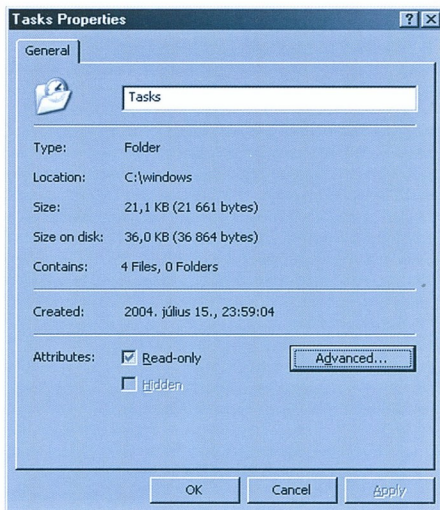 Tasks Properties
General
Tasks
Type: Folder
Location: C:\windows
Size: 21,1 KB (21 661 bytes)
Size on disk: 36,0 KB (36 864 bytes)
Contains: 4 Files, 0 Folders
Created: 2004. július 15., 23:59:04
Attributes: Read-only Advanced...
Hidden
OK Cancel Apply